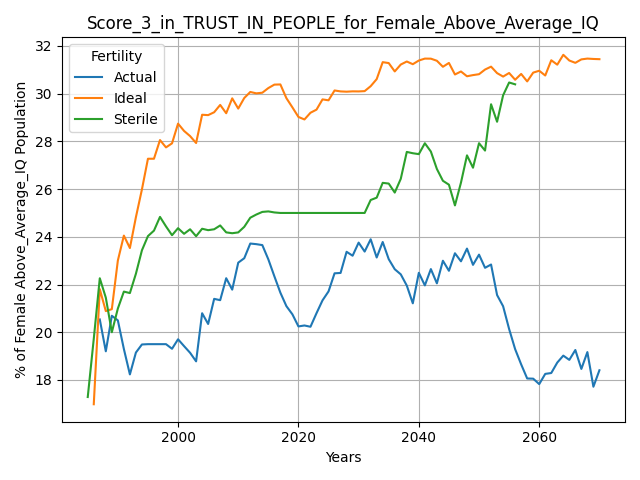 Score_3_in_TRUST_IN_PEOPLE_for_Female_Above_Average_IQ
Fertility
Actual
Ideal
Sterile
% of Female Above_Average_IQ Population
32
30
28
26
24
22
20
18
2000
2020
2040
2060
Years